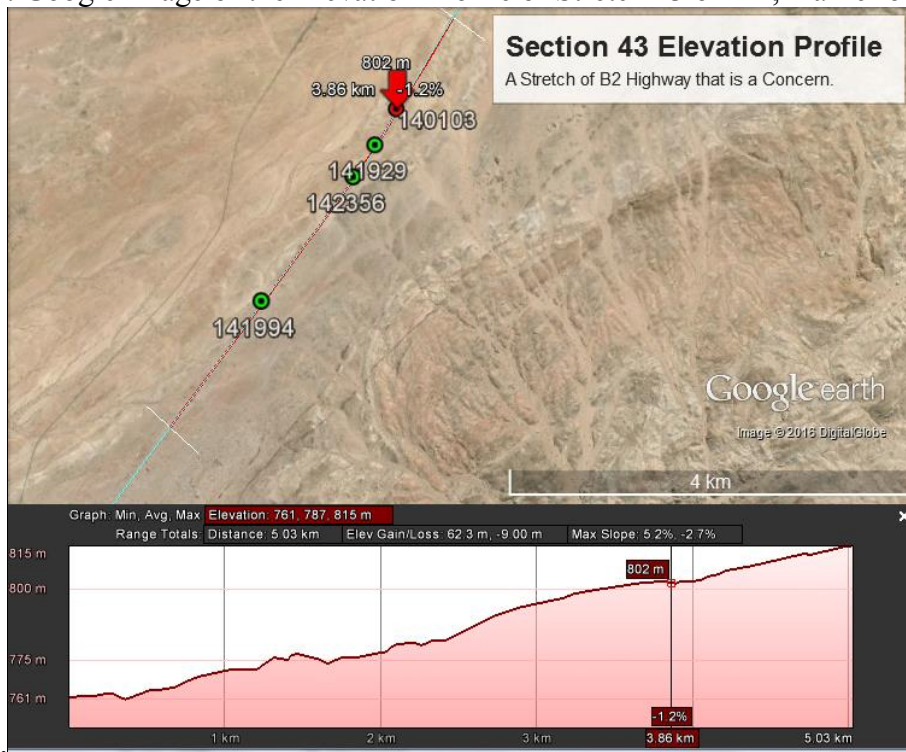 Section 43 Elevation Profile
A Stretch of B2 Highway that is a Concern.
802 m
3.86 km -1.2%
140103
141929
142356
141994
Google earth
Image © 2016 DigitalGlobe
4 km
Graph: Min, Avg, Max Elevation: 761, 787, 815 m
Range Totals: Distance: 5.03 km Elev Gain/Loss: 62.3 m, -9.00 m Max Slope: 5.2%, -2.7%
815 m
802 m
800 m
775 m
761 m
-1.2%
1 km 2 km 3 km 3.86 km 5.03 km